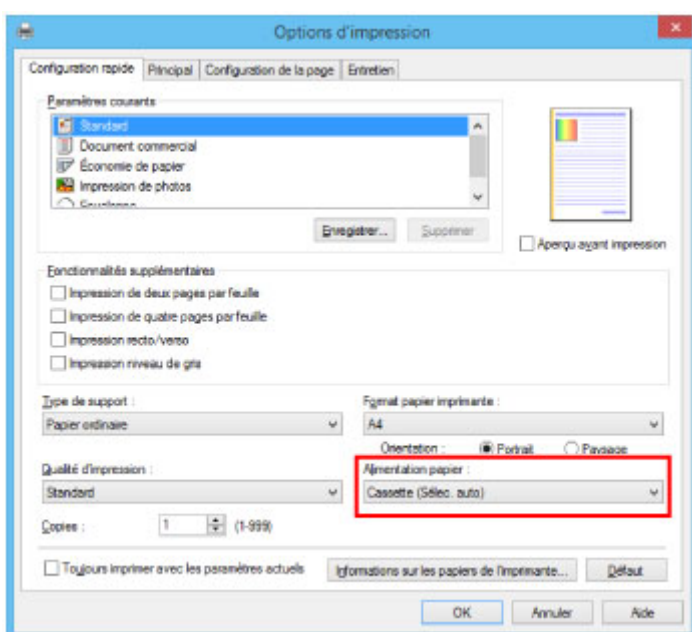 Options d'impression
Configuration rapide Principal Configuration de la page Entretien
Paramètres courants
Standard
Document commercial
Économie de papier
Impression de photos
Enveloppe
Enregistrer... Supprimer
Aperçu avant impression
Fonctionnalités supplémentaires
Impression de deux pages par feuille
Impression de quatre pages par feuille
Impression recto/verso
Impression niveau de gris
Type de support : Format papier imprimante :
Papier ordinaire A4
Orientation : Portrait Paysage
Qualité d'impression : Alimentation papier :
Standard Cassette (Sélec. auto)
Copies : 1 (1-999)
Toujours imprimer avec les paramètres actuels Informations sur les papiers de l'imprimante... Défaut
OK Annuler Aide